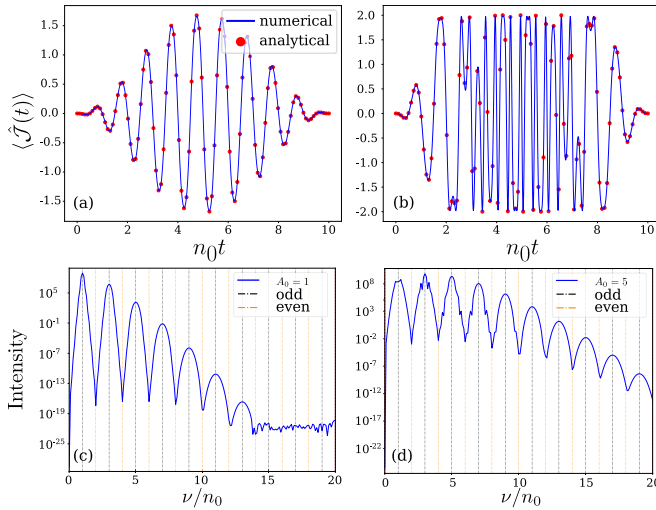 numerical
analytical
⟨𝒥̂(t)⟩
1.5
1.0
0.5
0.0
-0.5
-1.0
-1.5
(a)
0 2 4 6 8 10
n₀t
2.0
1.5
1.0
0.5
0.0
-0.5
-1.0
-1.5
-2.0
(b)
0 2 4 6 8 10
n₀t
Intensity
10⁵
10⁻¹
10⁻⁷
10⁻¹³
10⁻¹⁹
10⁻²⁵
A₀ = 1
odd
even
(c)
0 5 10 15 20
ν/n₀
10⁸
10³
10⁻²
10⁻⁷
10⁻¹²
10⁻¹⁷
10⁻²²
A₀ = 5
odd
even
(d)
0 5 10 15 20
ν/n₀